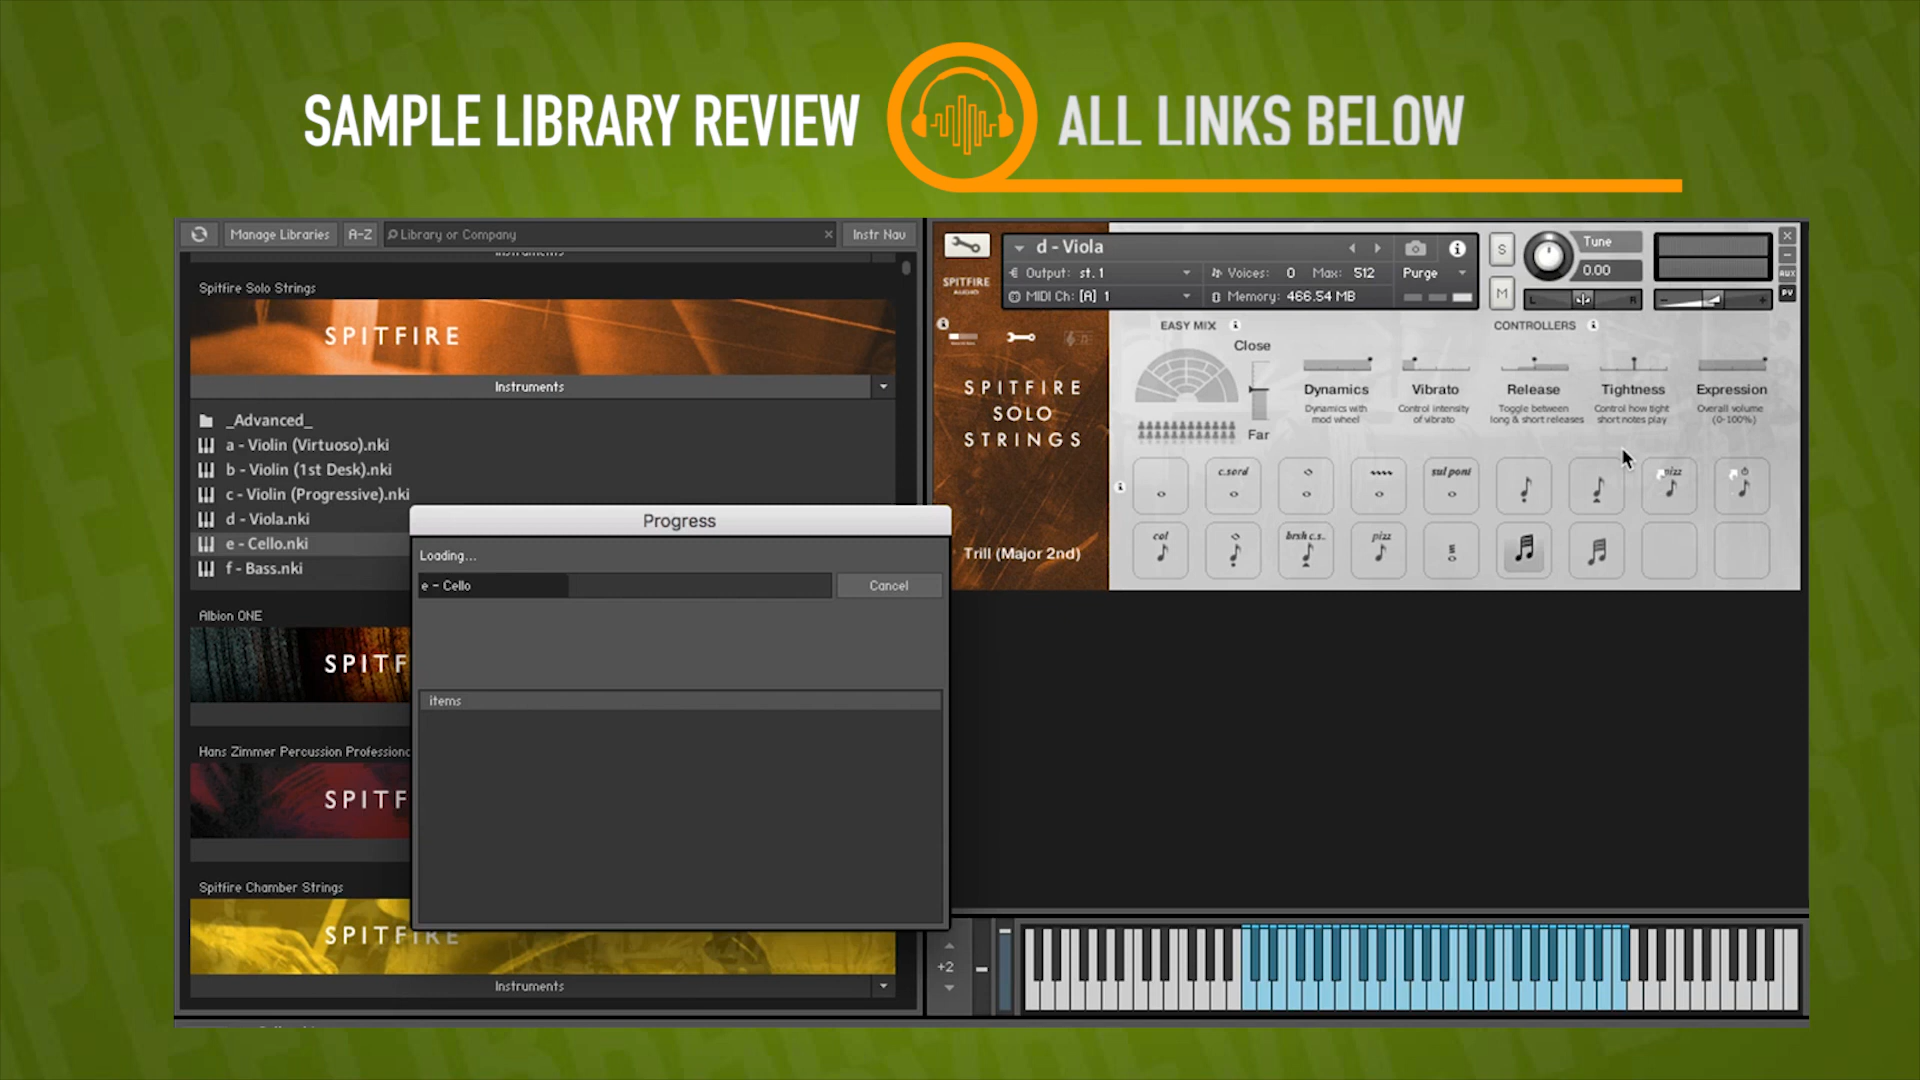 SAMPLE LIBRARY REVIEW
ALL LINKS BELOW
Manage Libraries
A-Z
Library or Company
×
Instr Nav
Instruments
Spitfire Solo Strings
SPITFIRE
Instruments
_Advanced_
a - Violin (Virtuoso).nki
b - Violin (1st Desk).nki
c - Violin (Progressive).nki
d - Viola.nki
e - Cello.nki
f - Bass.nki
Albion ONE
SPITF
Hans Zimmer Percussion Professiona
SPITF
Spitfire Chamber Strings
SPITFIRE
Instruments
Progress
Loading...
e - Cello
Cancel
items
SPITFIRE
AUDIO
d - Viola
Output: st.1
Voices: 0 Max: 512
Purge
MIDI Ch: [A] 1
Memory: 466.54 MB
S
M
Tune
0.00
L
R
AUX
PV
SPITFIRE
SOLO
STRINGS
Trill (Major 2nd)
EASY MIX
Close
Far
CONTROLLERS
Dynamics
Dynamics with
mod wheel
Vibrato
Control intensity
of vibrato
Release
Toggle between
long & short releases
Tightness
Control how tight
short notes play
Expression
Overall volume
(0-100%)
c.sord
sul pont
pizz
col
brsh c.s.
pizz
+2